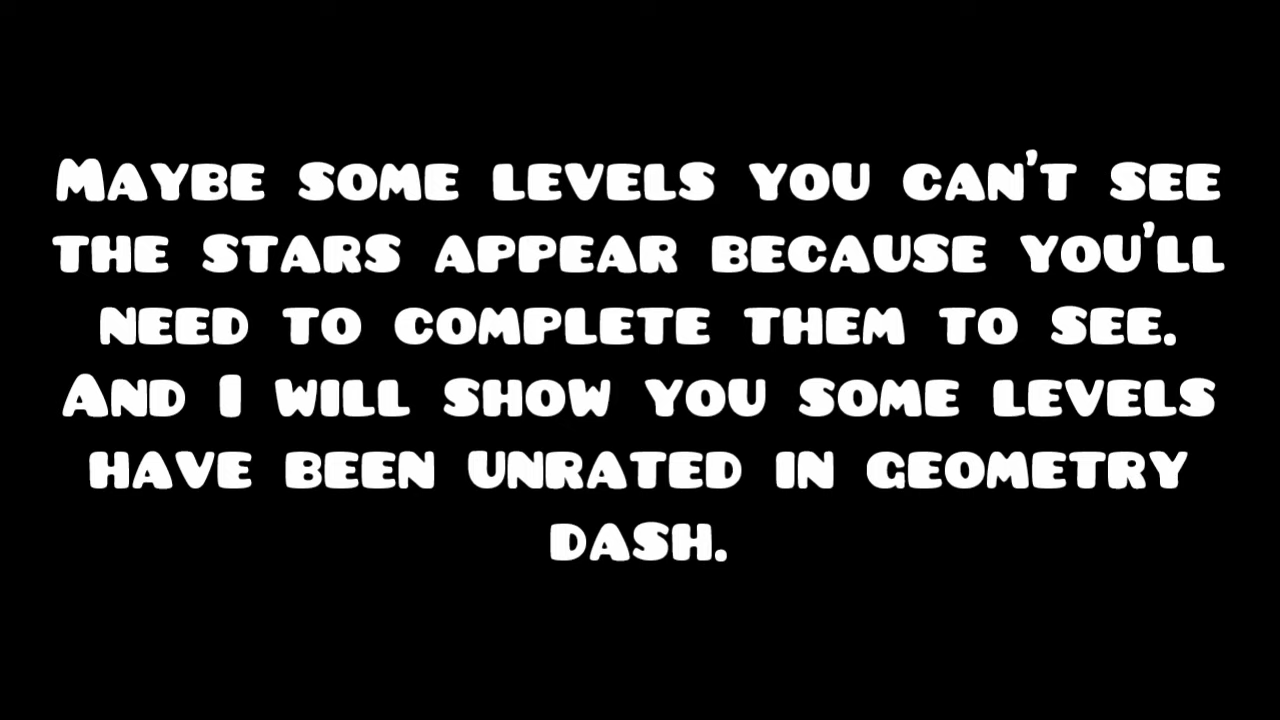 Maybe some levels you can't see
the stars appear because you'll
need to complete them to see.
And I will show you some levels
have been unrated in geometry
dash.